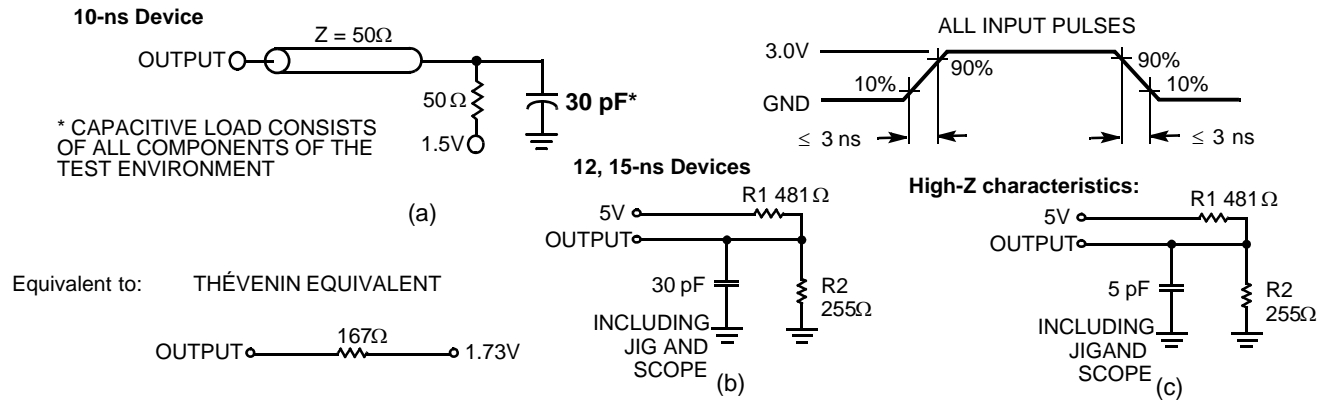 10-ns Device
Z = 50Ω
OUTPUT
50 Ω
30 pF*
1.5V
* CAPACITIVE LOAD CONSISTS
OF ALL COMPONENTS OF THE
TEST ENVIRONMENT
(a)
ALL INPUT PULSES
3.0V
90%
90%
10%
10%
GND
≤ 3 ns
≤ 3 ns
12, 15-ns Devices
R1 481Ω
5V
OUTPUT
30 pF
R2
255Ω
INCLUDING
JIG AND
SCOPE
(b)
High-Z characteristics:
R1 481Ω
5V
OUTPUT
5 pF
R2
255Ω
INCLUDING
JIGAND
SCOPE
(c)
Equivalent to: THÉVENIN EQUIVALENT
167Ω
OUTPUT
1.73V